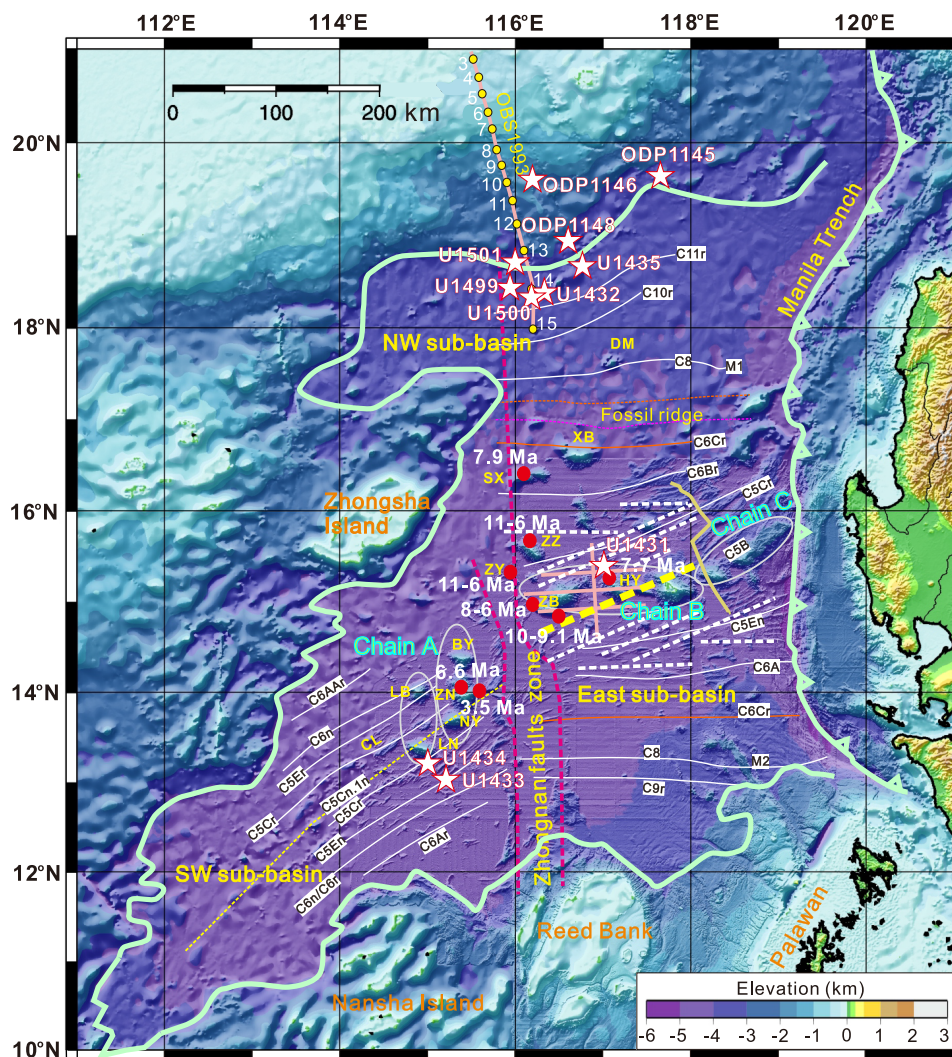 112°E
114°E
116°E
118°E
120°E
0
100
200
km
3
4
5
6
7
8
9
10
11
12
13
14
15
OBS1993
20°N
18°N
16°N
14°N
12°N
10°N
ODP1145
ODP1146
ODP1148
U1501
U1435
C11r
U1499
U1432
C10r
U1500
Manila Trench
NW sub-basin
DM
C8
M1
Fossil ridge
XB
C6Cr
7.9 Ma
SX
C6Br
C5Cr
Zhongsha
Island
Chain C
11-6 Ma
ZZ
U1431
C5B
7.7 Ma
ZY
HY
11-6 Ma
ZB
8-6 Ma
Chain B
10-9.1 Ma
C5En
Chain A
BY
6.6 Ma
C6A
C6AAr
LB
ZN
East sub-basin
3.5 Ma
C6n
NY
C6Cr
CL
LN
C5Er
U1434
C8
M2
C5Cn.1n
U1433
C9r
C5Cr
C5Cr
C5Er
C6Ar
SW sub-basin
C6n/C6r
Zhongnanfaults zone
Reed Bank
Palawan
Nansha Island
Elevation (km)
-6
-5
-4
-3
-2
-1
0
1
2
3